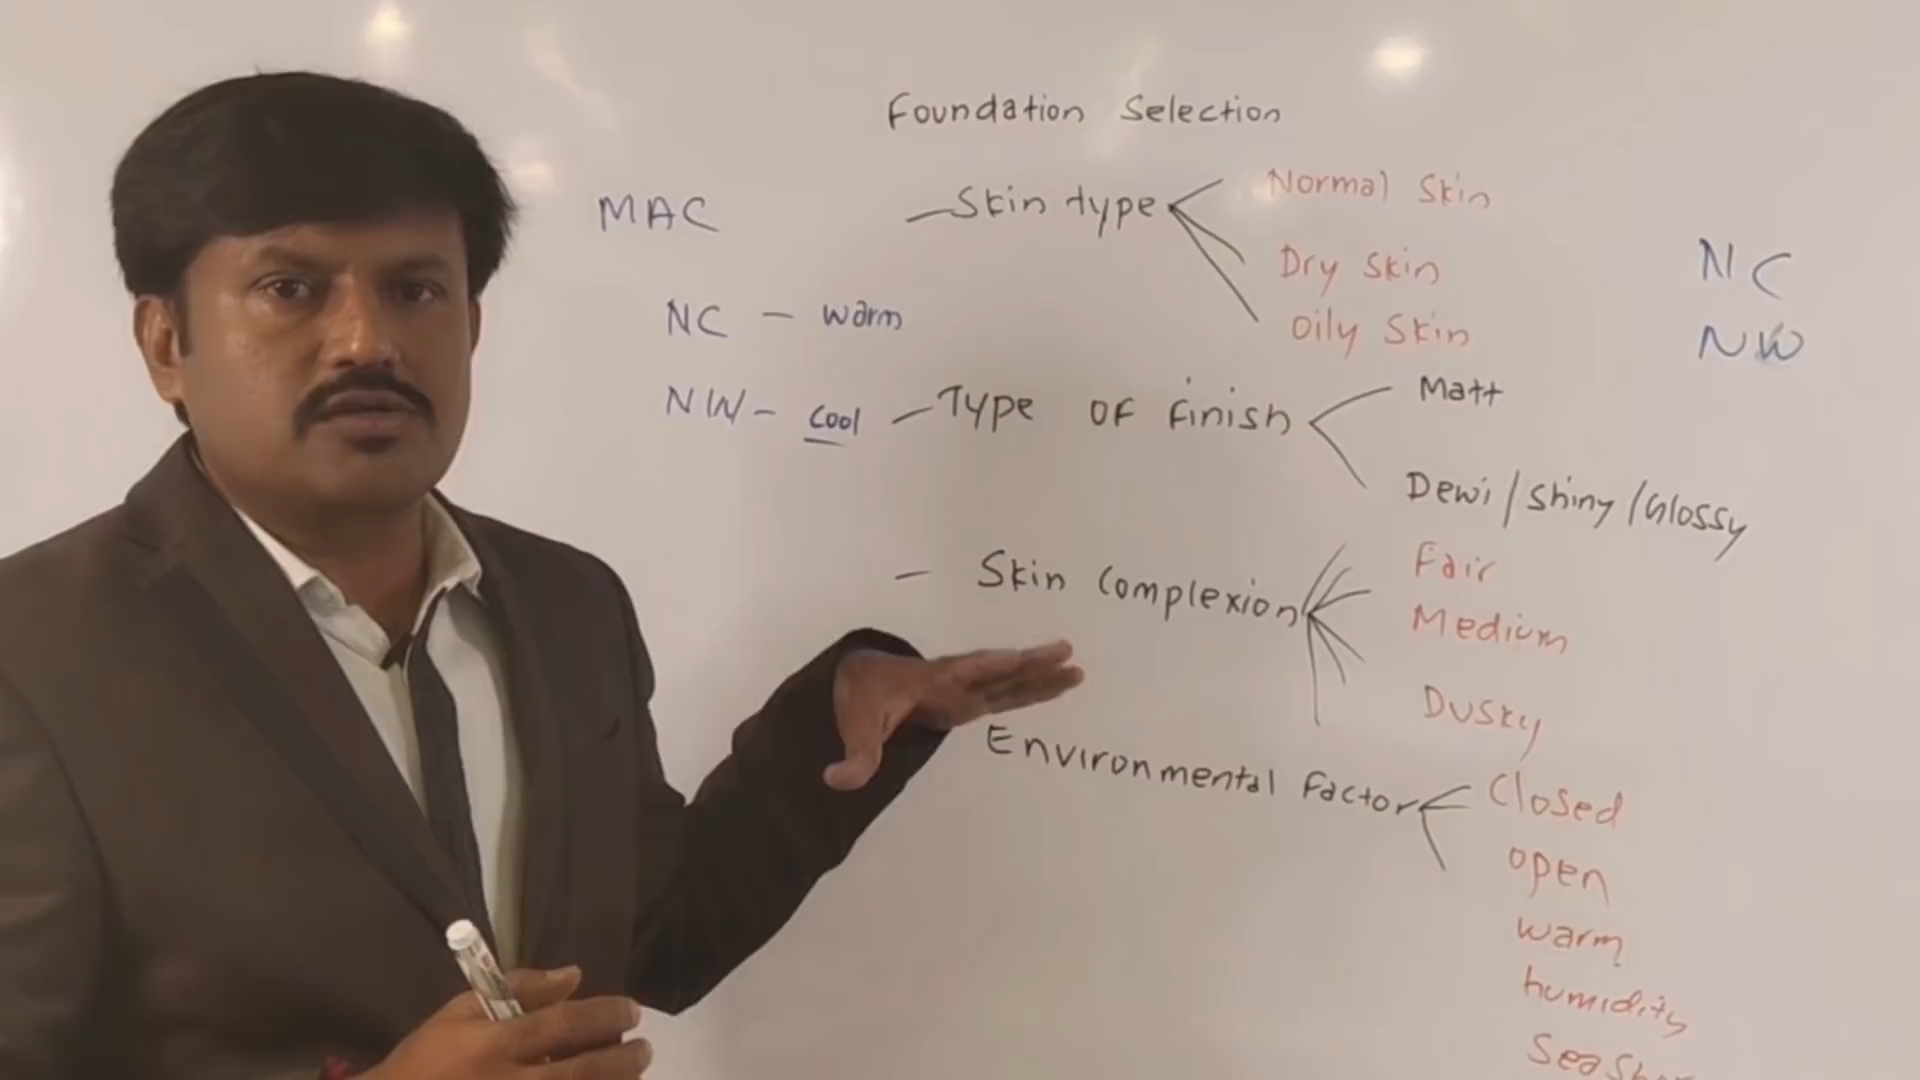 Foundation Selection
MAC
NC - warm
NW - cool
- Skin type
Normal Skin
Dry Skin
Oily Skin
- Type of finish
Matt
Dewi / Shiny / Glossy
- Skin Complexion
Fair
Medium
Dusky
Environmental Factor
Closed
open
warm
humidity
NC
NW